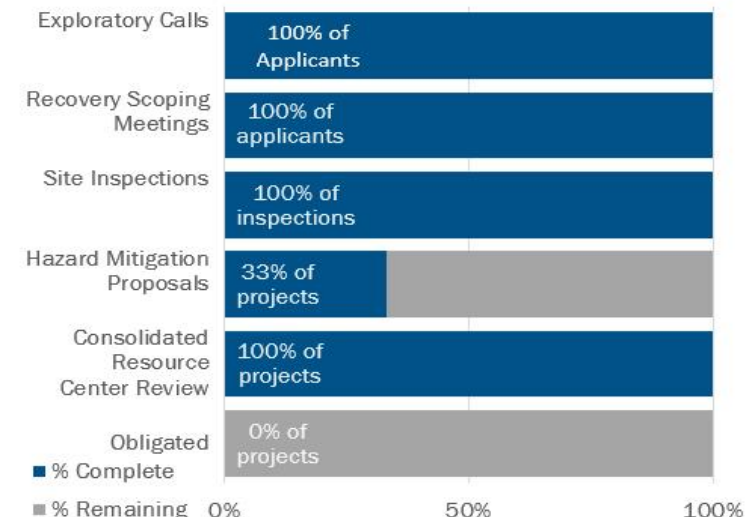 Exploratory Calls
100% of
Applicants
Recovery Scoping
Meetings
100% of
applicants
Site Inspections
100% of
inspections
Hazard Mitigation
Proposals
33% of
projects
Consolidated
Resource
Center Review
100% of
projects
Obligated
0% of
projects
% Complete
% Remaining
0%
50%
100%